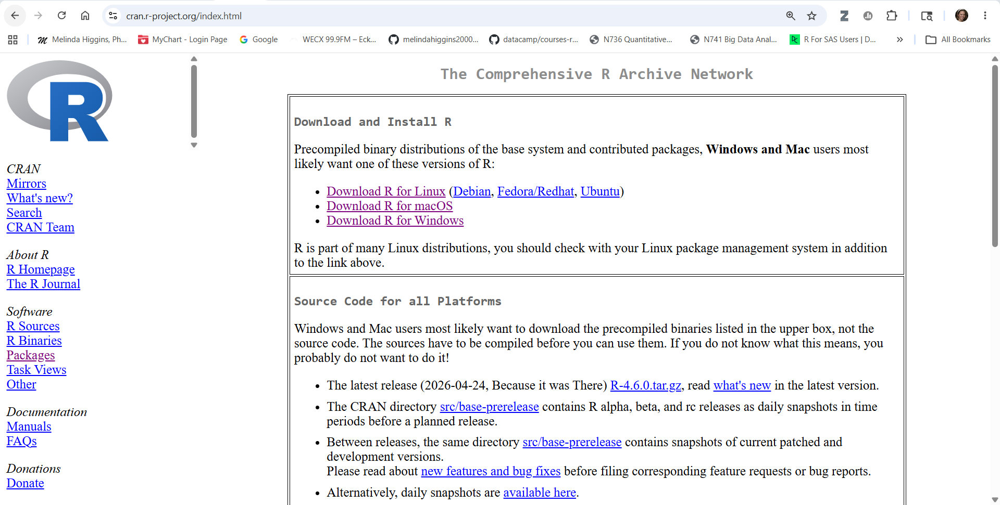 cran.r-project.org/index.html
Melinda Higgins, Ph... MyChart - Login Page Google WECX 99.9FM – Eck... melindahiggins2000... datacamp/courses-r... N736 Quantitative... N741 Big Data Anal... R For SAS Users | D... » All Bookmarks
R
CRAN
Mirrors
What's new?
Search
CRAN Team
About R
R Homepage
The R Journal
Software
R Sources
R Binaries
Packages
Task Views
Other
Documentation
Manuals
FAQs
Donations
Donate
The Comprehensive R Archive Network
Download and Install R
Precompiled binary distributions of the base system and contributed packages, Windows and Mac users most
likely want one of these versions of R:
• Download R for Linux (Debian, Fedora/Redhat, Ubuntu)
• Download R for macOS
• Download R for Windows
R is part of many Linux distributions, you should check with your Linux package management system in addition
to the link above.
Source Code for all Platforms
Windows and Mac users most likely want to download the precompiled binaries listed in the upper box, not the
source code. The sources have to be compiled before you can use them. If you do not know what this means, you
probably do not want to do it!
• The latest release (2026-04-24, Because it was There) R-4.6.0.tar.gz, read what's new in the latest version.
• The CRAN directory src/base-prerelease contains R alpha, beta, and rc releases as daily snapshots in time
periods before a planned release.
• Between releases, the same directory src/base-prerelease contains snapshots of current patched and
development versions.
Please read about new features and bug fixes before filing corresponding feature requests or bug reports.
• Alternatively, daily snapshots are available here.